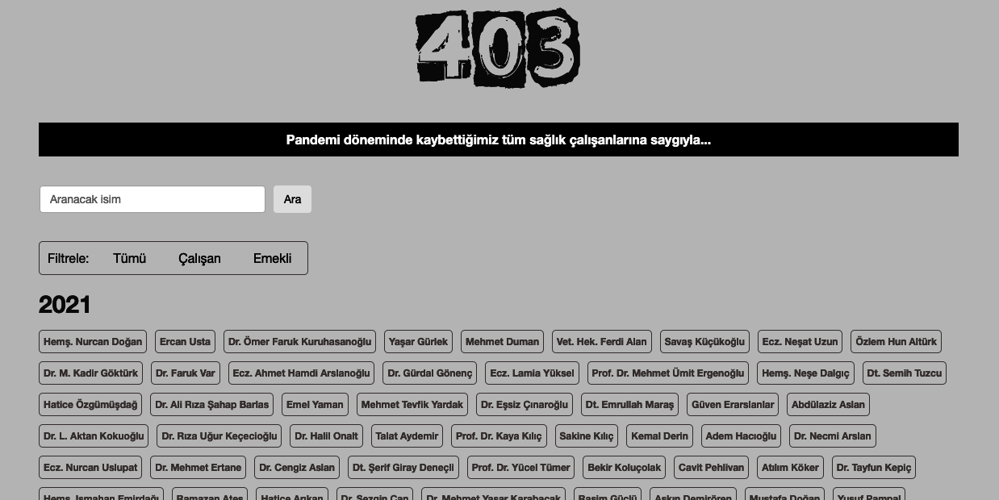 403
Pandemi döneminde kaybettiğimiz tüm sağlık çalışanlarına saygıyla...
Aranacak isim Ara
Filtrele: Tümü Çalışan Emekli
2021
Hemş. Nurcan Doğan Ercan Usta Dr. Ömer Faruk Kuruhasanoğlu Yaşar Gürlek Mehmet Duman Vet. Hek. Ferdi Alan Savaş Küçükoğlu Ecz. Neşat Uzun Özlem Hun Altürk
Dr. M. Kadir Göktürk Dr. Faruk Var Ecz. Ahmet Hamdi Arslanoğlu Dr. Gürdal Gönenç Ecz. Lamia Yüksel Prof. Dr. Mehmet Ümit Ergenoğlu Hemş. Neşe Dalgıç Dt. Semih Tuzcu
Hatice Özgümüşdağ Dr. Ali Rıza Şahap Barlas Emel Yaman Mehmet Tevfik Yardak Dr. Eşsiz Çınaroğlu Dt. Emrullah Maraş Güven Erarslanlar Abdülaziz Aslan
Dr. L. Aktan Kokuoğlu Dr. Rıza Uğur Keçecioğlu Dr. Halil Onalt Talat Aydemir Prof. Dr. Kaya Kılıç Sakine Kılıç Kemal Derin Adem Hacıoğlu Dr. Necmi Arslan
Ecz. Nurcan Uslupat Dr. Mehmet Ertane Dr. Cengiz Aslan Dt. Şerif Giray Deneçli Prof. Dr. Yücel Tümer Bekir Koluçolak Cavit Pehlivan Atılım Köker Dr. Tayfun Kepiç
Hemş. Ismahan Emirdağı Ramazan Ateş Hatice Arıkan Dr. Sezgin Can Dr. Mehmet Yaşar Karabacak Rasim Güçlü Aşkın Demirören Mustafa Doğan Yusuf Pampal